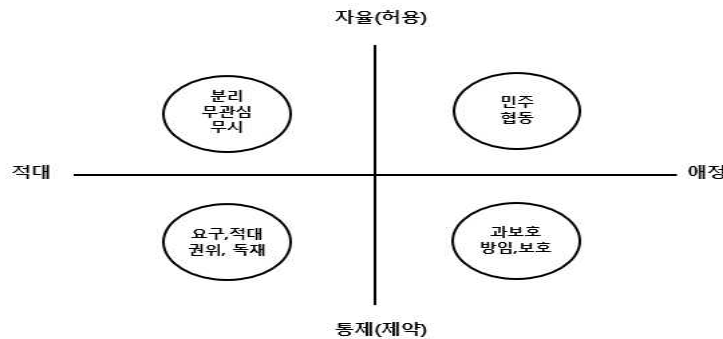 자율(허용)
분리
무관심
무시
민주
협동
적대
애정
요구,적대
권위, 독재
과보호
방임,보호
통제(제약)